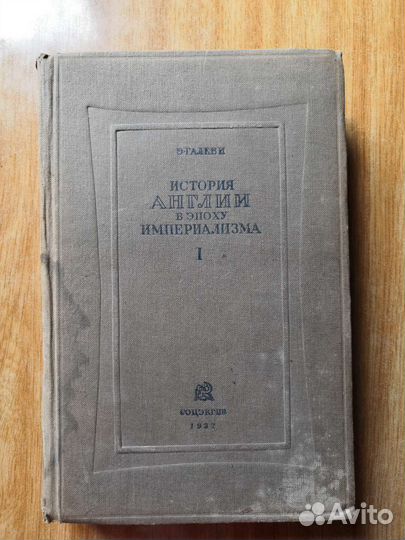 Э. ГАЛЕВИ
ИСТОРИЯ
АНГЛИИ
В ЭПОХУ
ИМПЕРИАЛИЗМА
I
СОЦЭКГИЗ
1937
Avito